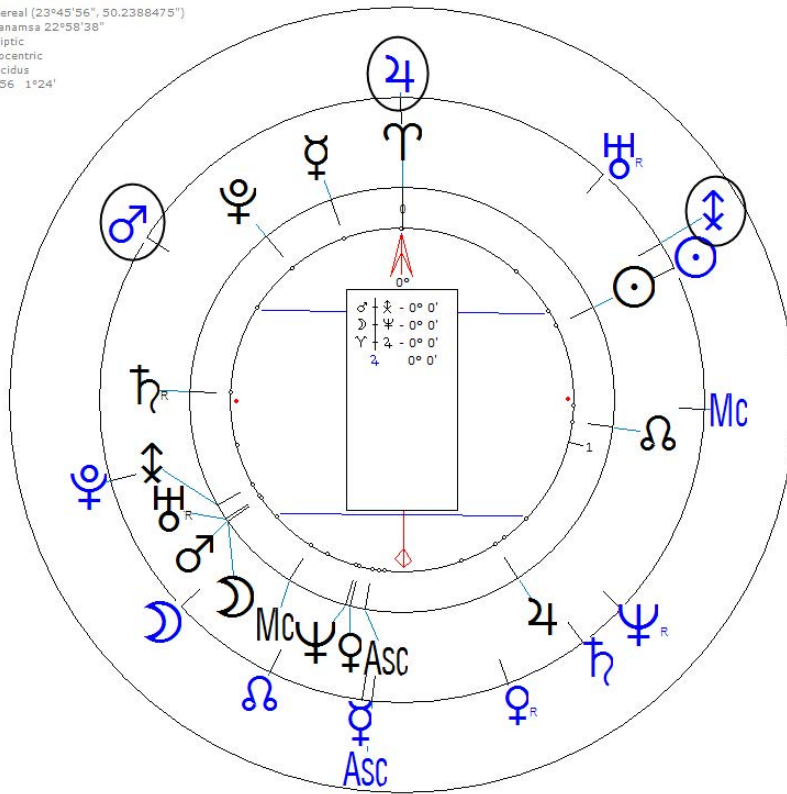 ereal (23°45'56", 50.2388475")
anamsa 22°58'38"
iptic
ocentric
cidus
56 1°24'
♃
♈
☿
♅ R
♇
♂
☉
☉
0
0°
♂ ⚷ - 0° 0'
☽ ♆ - 0° 0'
♈ ♃ - 0° 0'
♃ 0° 0'
♄ R
Mc
☊
1
♇
♅ R
♂
☽
☽
Mc
♆
♀
Asc
♃
♄
♆ R
R
☊
☿
♀ R
Asc